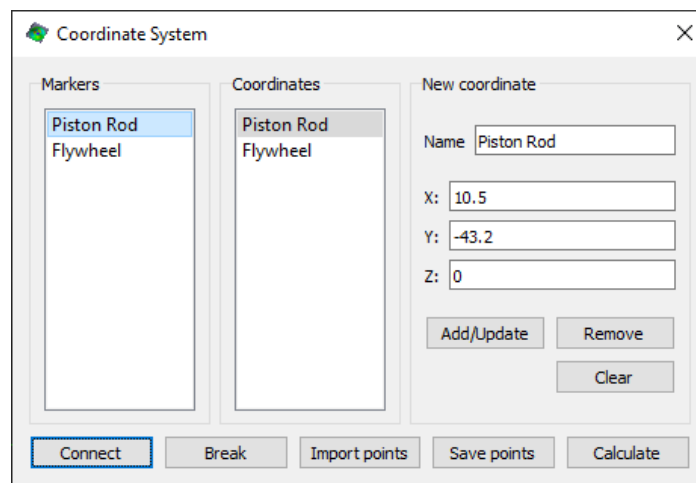 Coordinate System
Markers
Piston Rod
Flywheel
Coordinates
Piston Rod
Flywheel
New coordinate
Name Piston Rod
X: 10.5
Y: -43.2
Z: 0
Add/Update Remove
Clear
Connect Break Import points Save points Calculate